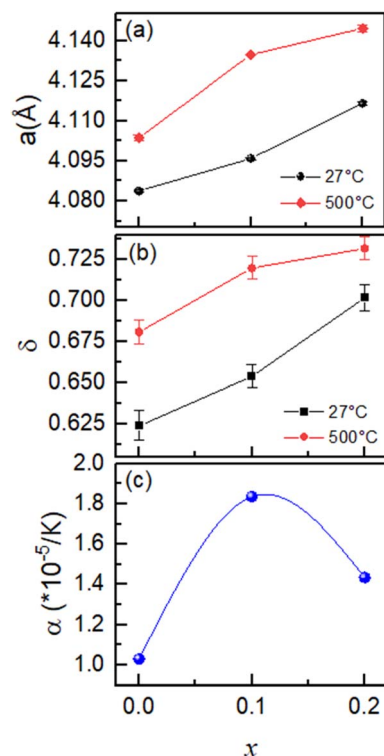 (a)
a(Å)
4.140
4.125
4.110
4.095
4.080
27°C
500°C
(b)
δ
0.725
0.700
0.675
0.650
0.625
27°C
500°C
(c)
α (*10⁻⁵/K)
2.0
1.8
1.6
1.4
1.2
1.0
0.0 0.1 0.2
x